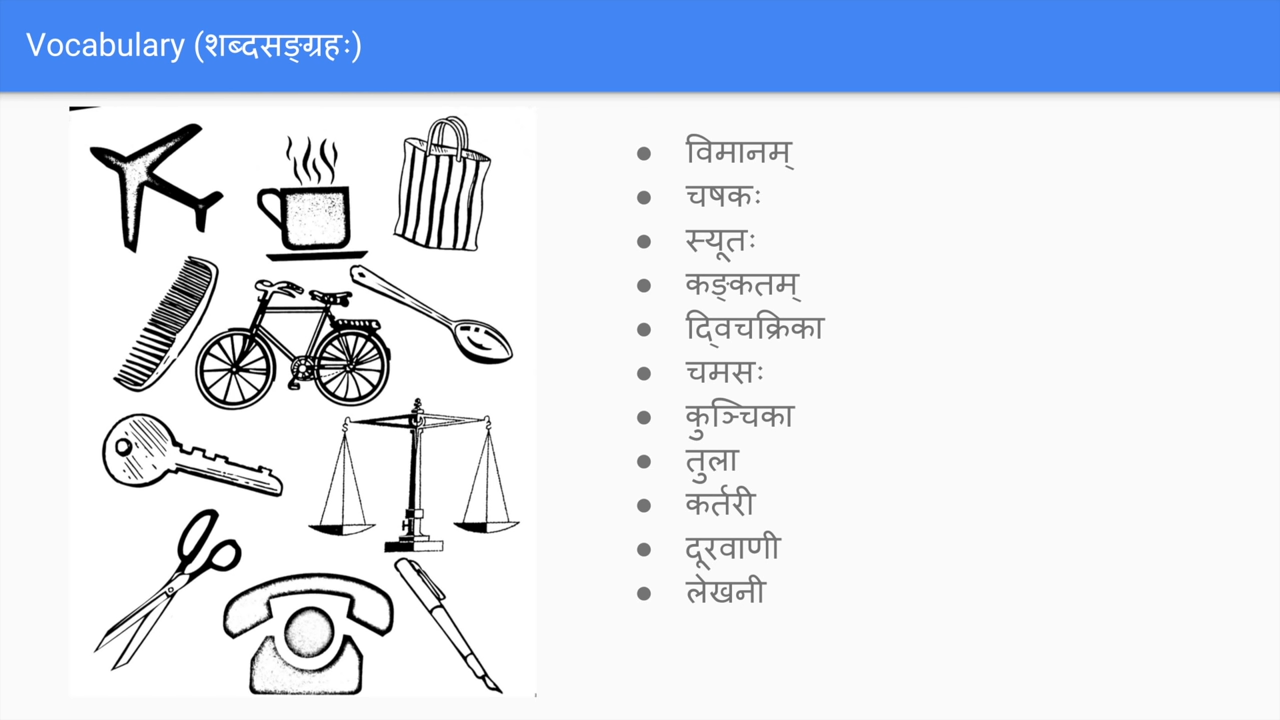 Vocabulary (शब्दसङ्ग्रहः)
● विमानम्
● चषकः
● स्यूतः
● कङ्कतम्
● द्विचक्रिका
● चमसः
● कुञ्चिका
● तुला
● कर्तरी
● दूरवाणी
● लेखनी